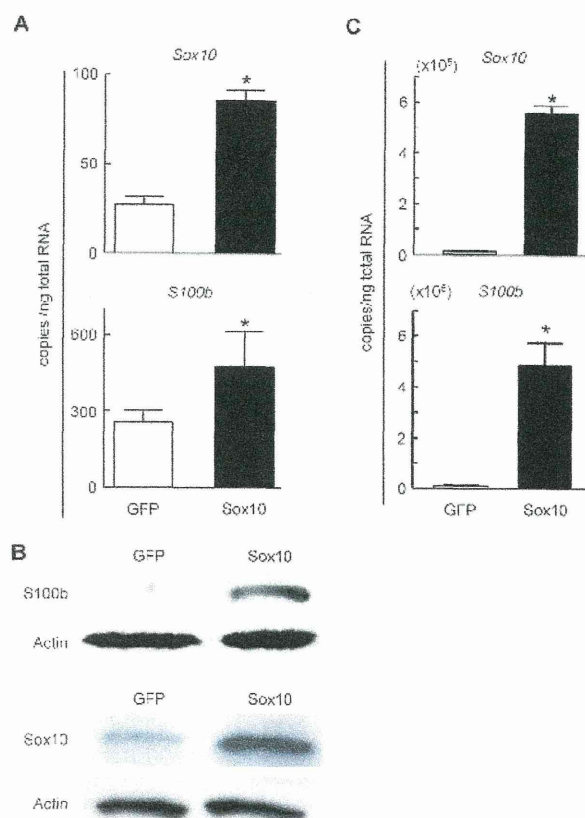 A
Sox10
100
*
50
0
copies /ng total RNA
S100b
600
*
300
0
GFP Sox10
C
(x10⁵) Sox10
6
*
4
2
0
copies/ng total RNA
S100b
6
*
4
2
0
GFP Sox10
B
GFP Sox10
S100b
Actin
GFP Sox10
Sox10
Actin